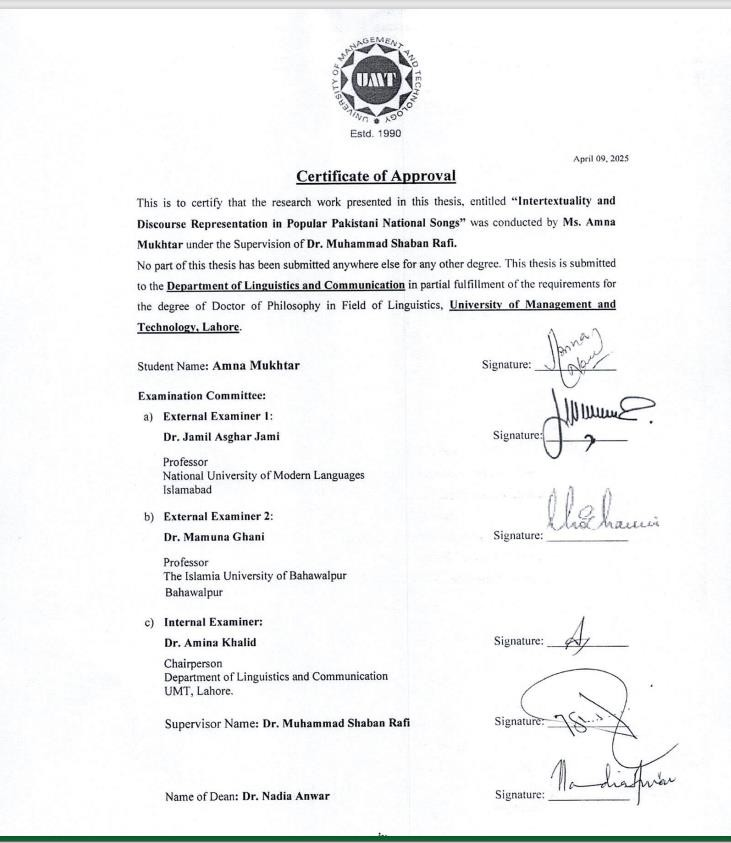 UNIVERSITY OF MANAGEMENT AND TECHNOLOGY
UMT
Estd. 1990
April 09, 2025
Certificate of Approval
This is to certify that the research work presented in this thesis, entitled “Intertextuality and
Discourse Representation in Popular Pakistani National Songs” was conducted by Ms. Amna
Mukhtar under the Supervision of Dr. Muhammad Shaban Rafi.
No part of this thesis has been submitted anywhere else for any other degree. This thesis is submitted
to the Department of Linguistics and Communication in partial fulfillment of the requirements for
the degree of Doctor of Philosophy in Field of Linguistics, University of Management and
Technology, Lahore.
Student Name: Amna Mukhtar
Signature:
Examination Committee:
a) External Examiner 1:
Dr. Jamil Asghar Jami
Signature:
Professor
National University of Modern Languages
Islamabad
b) External Examiner 2:
Dr. Mamuna Ghani
Signature:
Professor
The Islamia University of Bahawalpur
Bahawalpur
c) Internal Examiner:
Dr. Amina Khalid
Signature:
Chairperson
Department of Linguistics and Communication
UMT, Lahore.
Supervisor Name: Dr. Muhammad Shaban Rafi
Signature:
Name of Dean: Dr. Nadia Anwar
Signature: Nadia Anwar